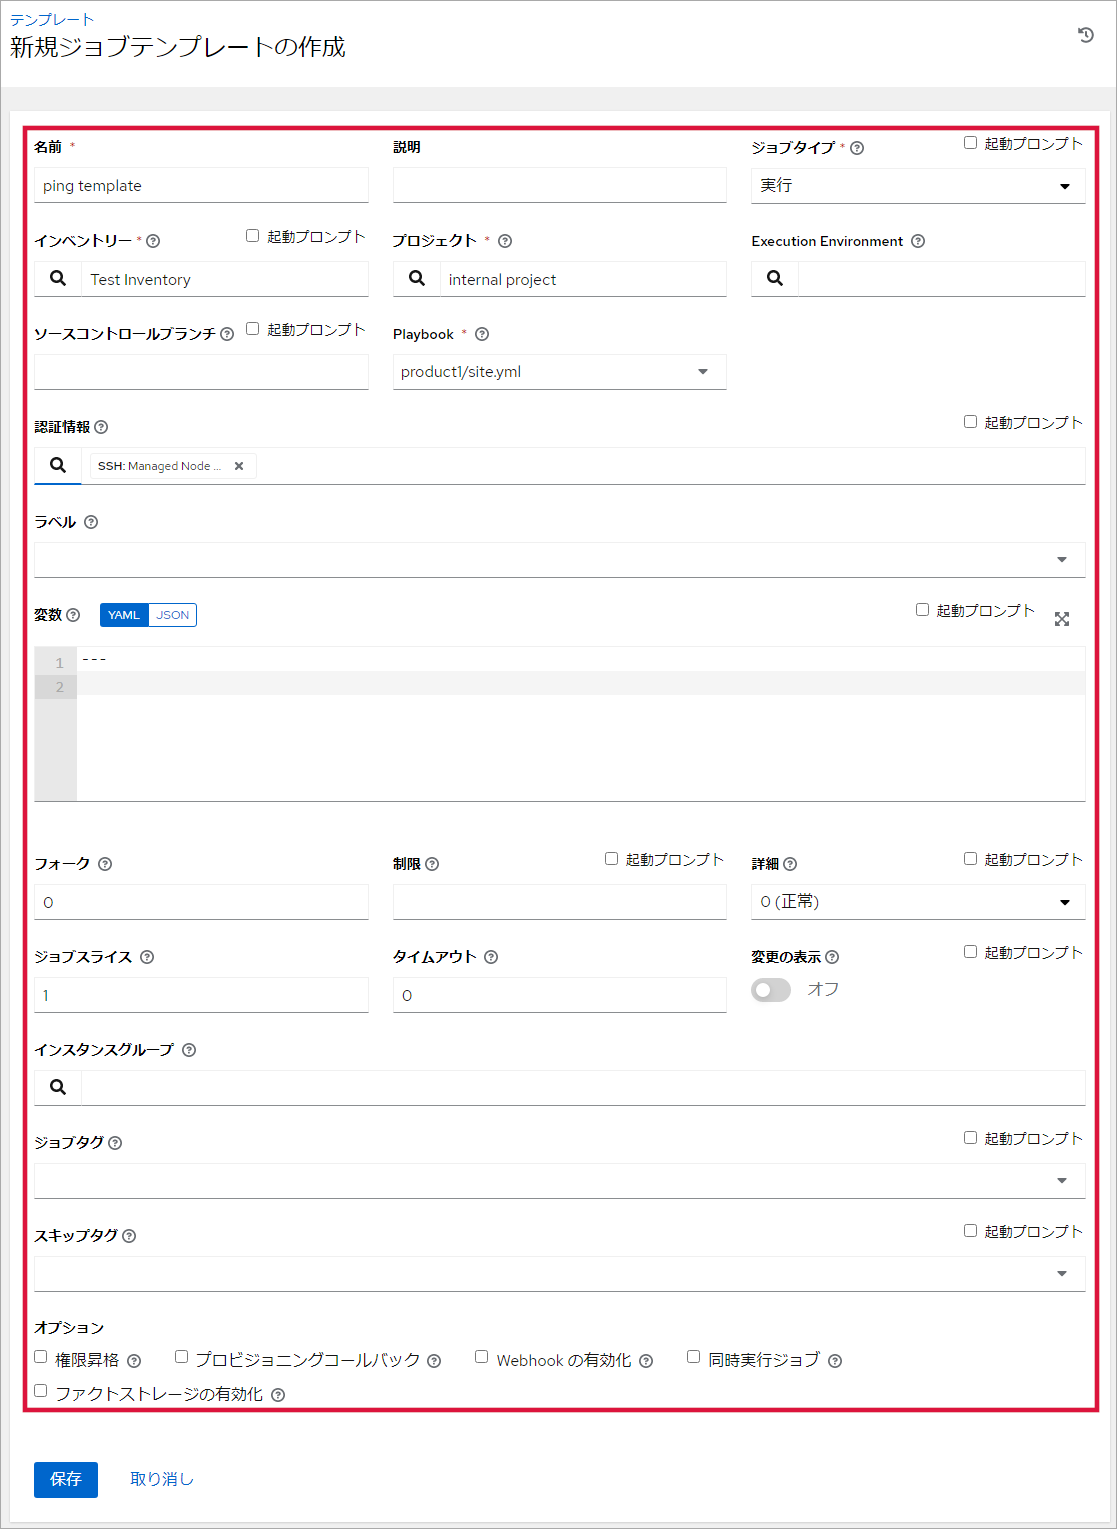 テンプレート
新規ジョブテンプレートの作成
名前 *
説明
ジョブタイプ *
起動プロンプト
ping template
実行
インベントリー *
起動プロンプト
プロジェクト *
Execution Environment
Test Inventory
internal project
ソースコントロールブランチ
起動プロンプト
Playbook *
product1/site.yml
認証情報
起動プロンプト
SSH: Managed Node ...
ラベル
変数
YAML JSON
起動プロンプト
1 ---
2
フォーク
制限
起動プロンプト
詳細
起動プロンプト
0
0 (正常)
ジョブスライス
タイムアウト
変更の表示
起動プロンプト
1
0
オフ
インスタンスグループ
ジョブタグ
起動プロンプト
スキップタグ
起動プロンプト
オプション
権限昇格
プロビジョニングコールバック
Webhook の有効化
同時実行ジョブ
ファクトストレージの有効化
保存
取り消し